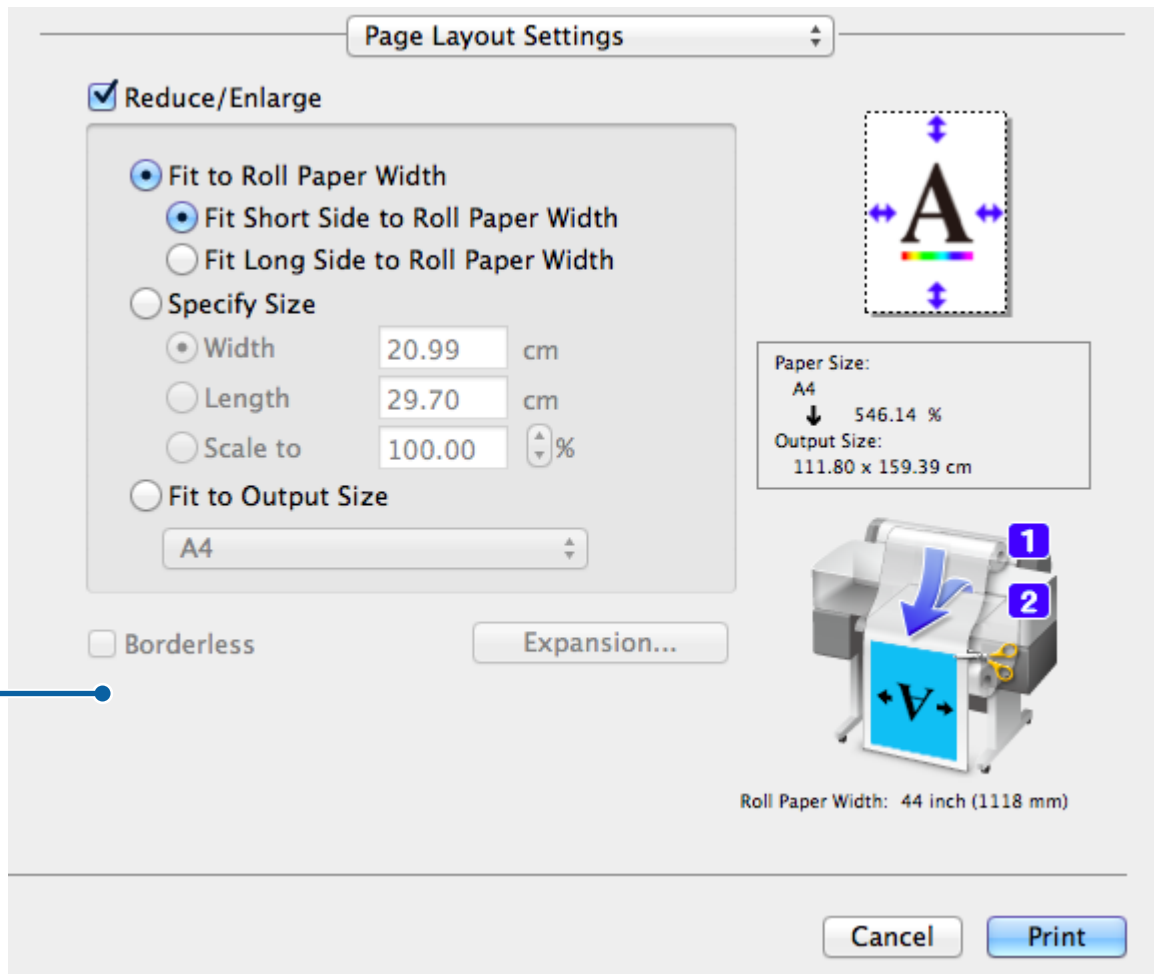 Page Layout Settings
Reduce/Enlarge
Fit to Roll Paper Width
Fit Short Side to Roll Paper Width
Fit Long Side to Roll Paper Width
Specify Size
Width 20.99 cm
Length 29.70 cm
Scale to 100.00 %
Fit to Output Size
A4
Borderless Expansion...
A
Paper Size:
A4
546.14 %
Output Size:
111.80 x 159.39 cm
1
2
A
Roll Paper Width: 44 inch (1118 mm)
Cancel Print